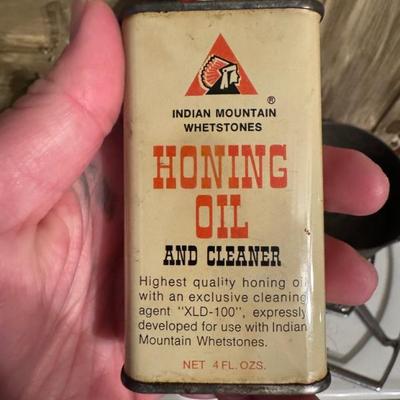 ®
INDIAN MOUNTAIN
WHETSTONES
HONING
OIL
AND CLEANER
Highest quality honing oil
with an exclusive cleaning
agent "XLD-100", expressly
developed for use with Indian
Mountain Whetstones.
NET 4 FL. OZS.